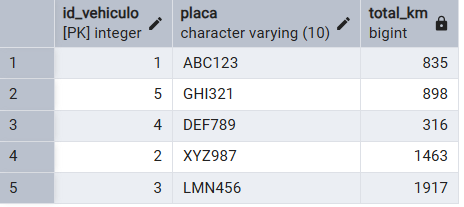 id_vehiculo placa total_km
[PK] integer character varying (10) bigint
1 1 ABC123 835
2 5 GHI321 898
3 4 DEF789 316
4 2 XYZ987 1463
5 3 LMN456 1917